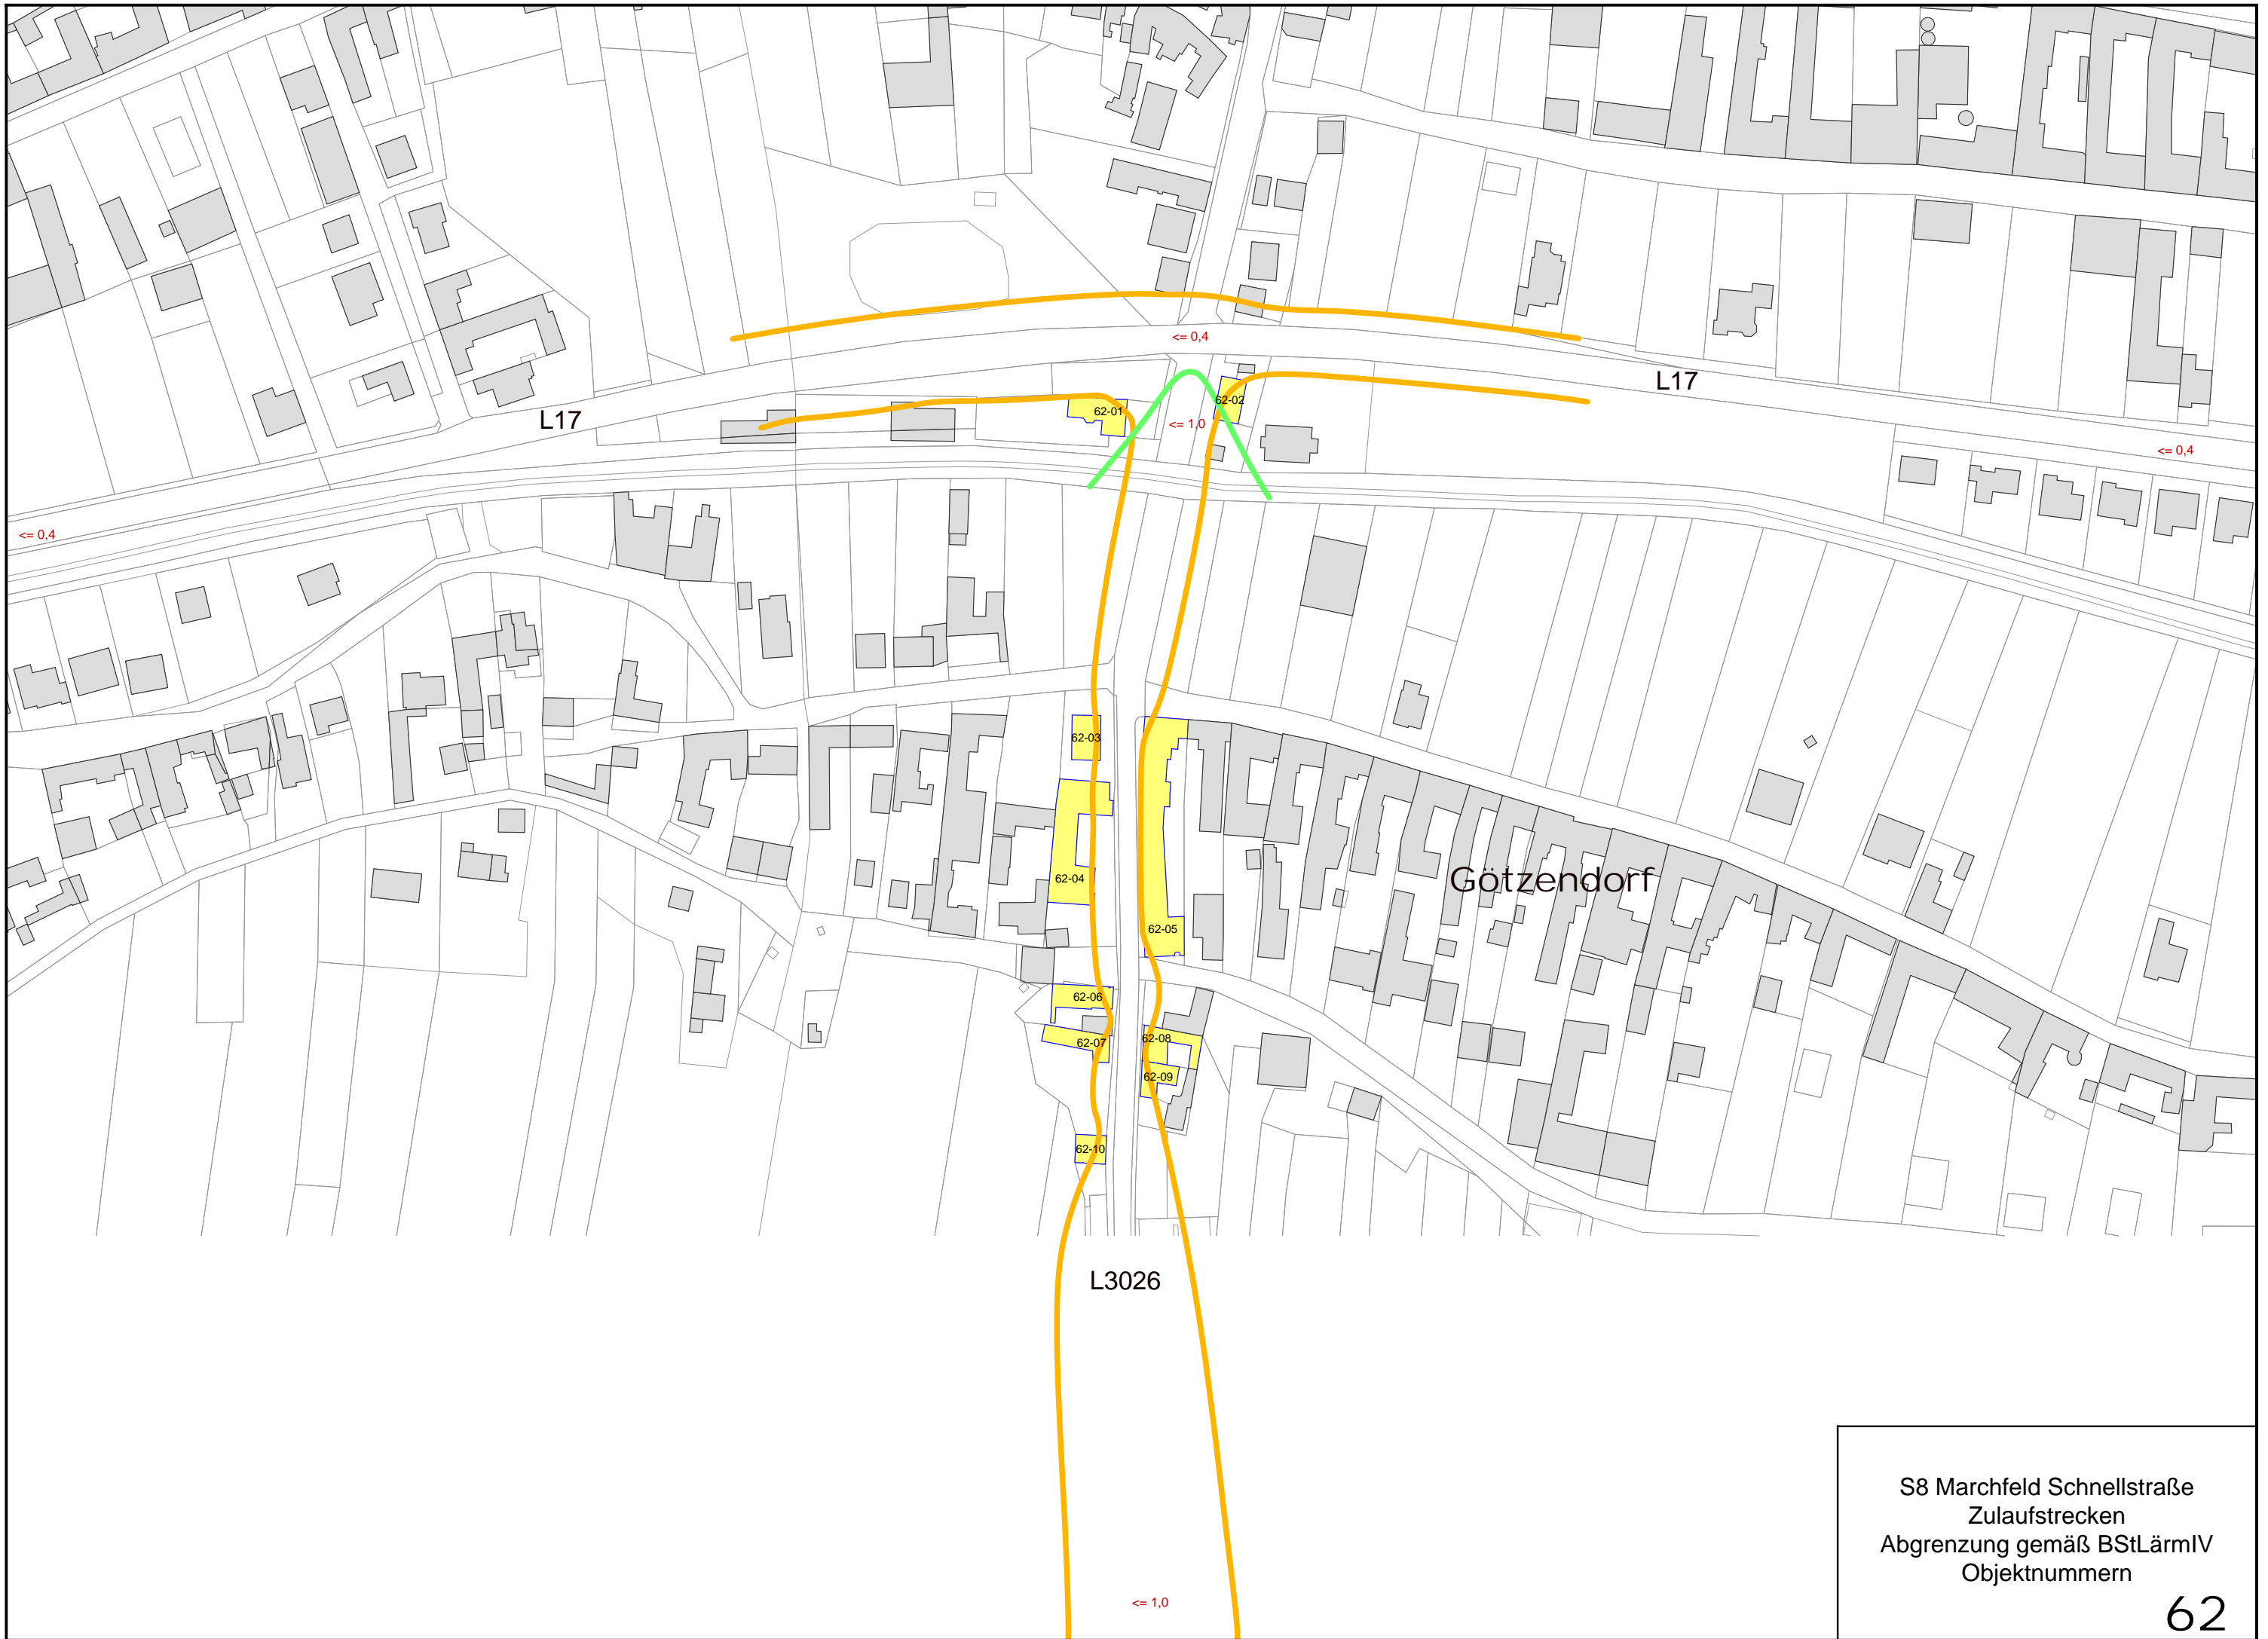 <= 0,4
L17
62-02
62-01
L17
<= 1,0
<= 0,4
<= 0,4
62-03
62-04
Götzendorf
62-05
62-06
62-08
62-07
62-09
62-10
L3026
S8 Marchfeld Schnellstraße
Zulaufstrecken
Abgrenzung gemäß BStLärmIV
Objektnummern
<= 1,0
62